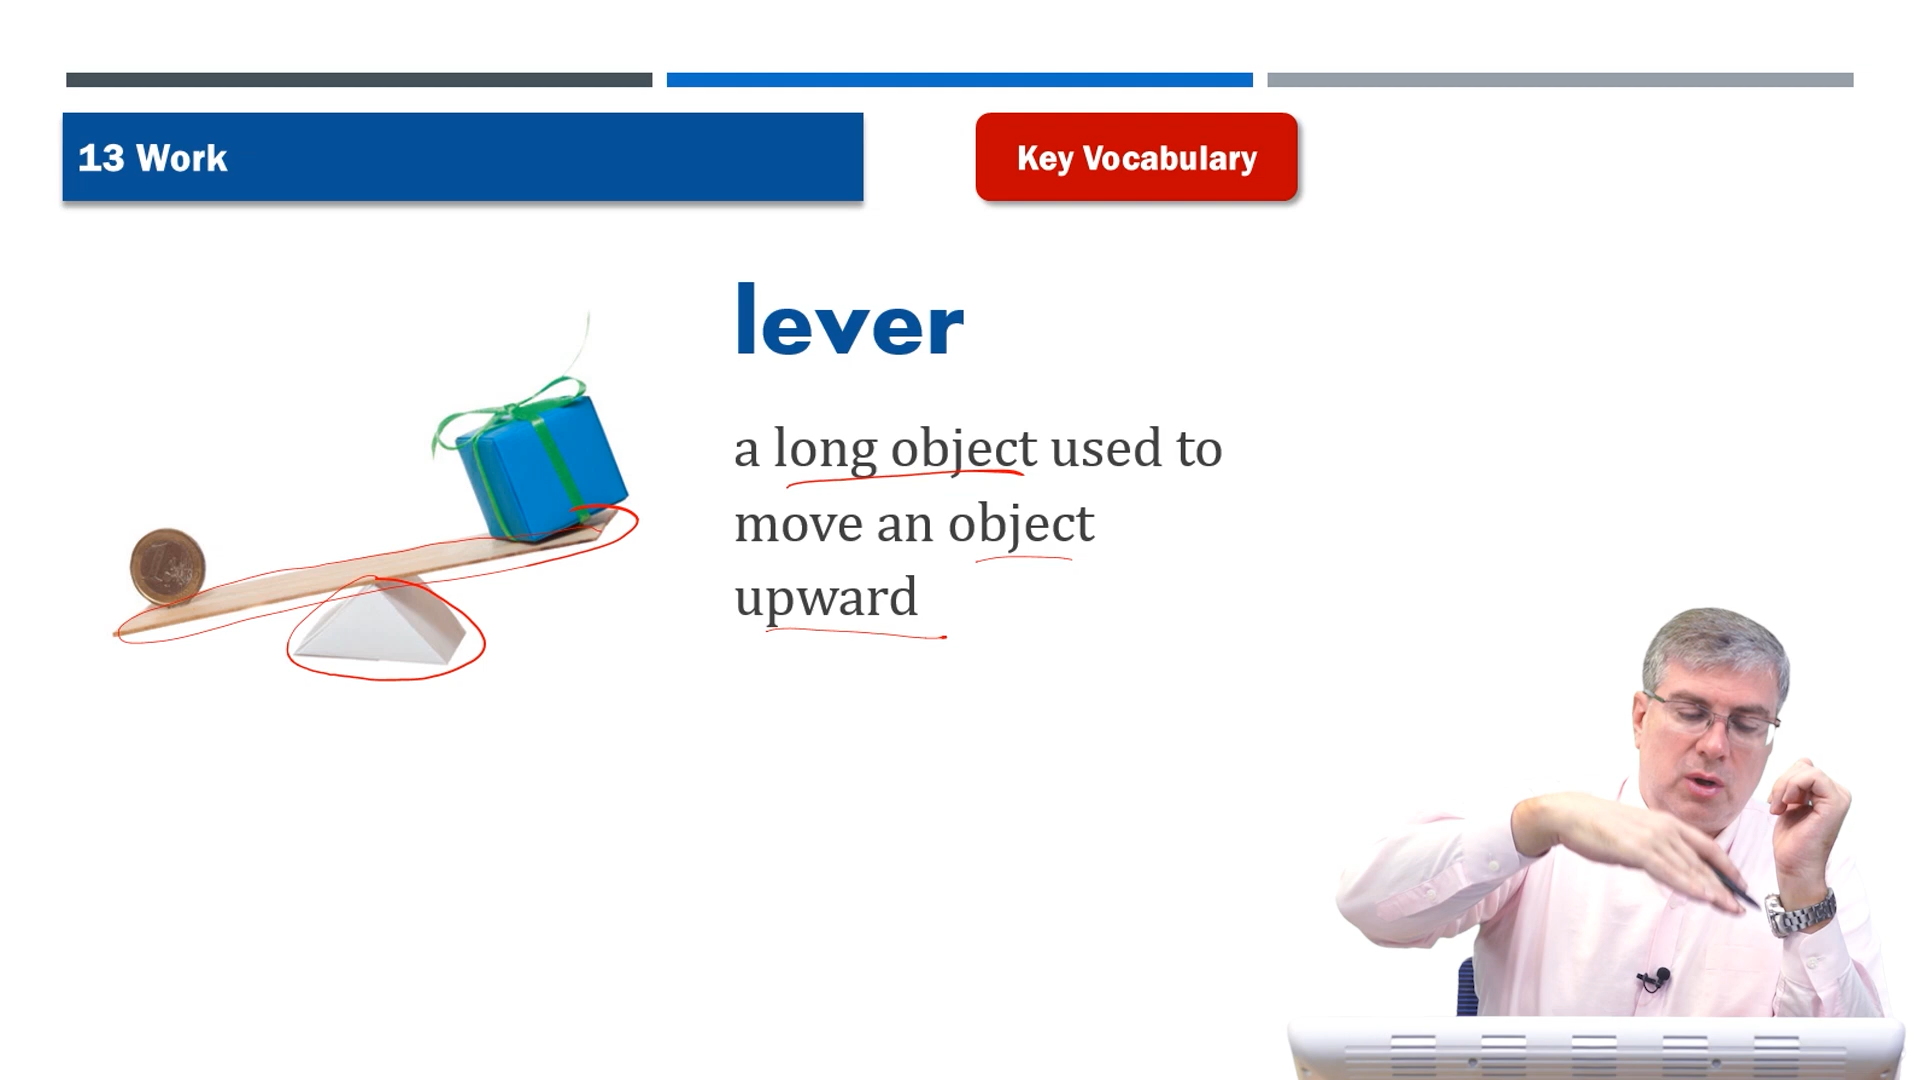 13 Work
Key Vocabulary
lever
a long object used to
move an object
upward